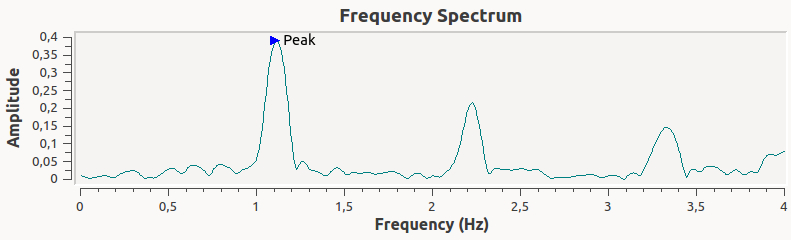 Frequency Spectrum
Peak
Amplitude
0,4
0,35
0,3
0,25
0,2
0,15
0,1
0,05
0
0 0,5 1 1,5 2 2,5 3 3,5 4
Frequency (Hz)